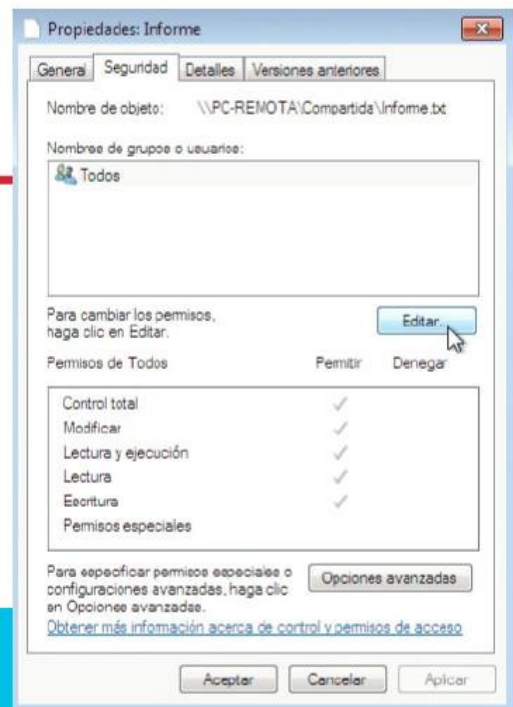 Propiedades: Informe
General Seguridad Detalles Versiones anteriores
Nombre de objeto: \\PC-REMOTA\Compartida\Informe.txt
Nombres de grupos o usuarios:
Todos
Para cambiar los permisos,
haga clic en Editar.
Editar...
Permisos de Todos Permitir Denegar
Control total
Modificar
Lectura y ejecución
Lectura
Escritura
Permisos especiales
Para especificar permisos especiales o
configuraciones avanzadas, haga clic
en Opciones avanzadas.
Opciones avanzadas
Obtener más información acerca de control y permisos de acceso
Aceptar Cancelar Aplicar